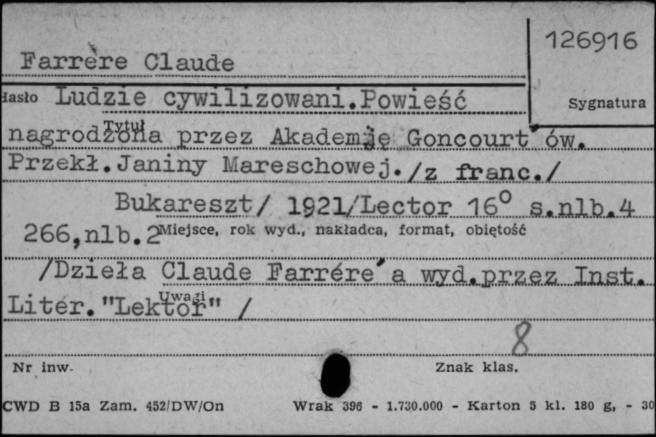 126916
Farrère Claude
Hasło Ludzie cywilizowani.Powieść
Sygnatura
Tytuł
nagrodzona przez Akademję Goncourt'ów.
Przekł.Janiny Mareschowej./z franc./
Bukareszt/ 1921/Lector 16° s.nlb.4
266,nlb.2 Miejsce, rok wyd., nakładca, format, obiętość
/Dzieła Claude Farrére'a wyd.przez Inst.
Uwagi
Liter."Lektor" /
8
Nr inw. Znak klas.
CWD B 15a Zam. 452/DW/On Wrak 396 - 1.730.000 - Karton 5 kl. 180 g, - 30